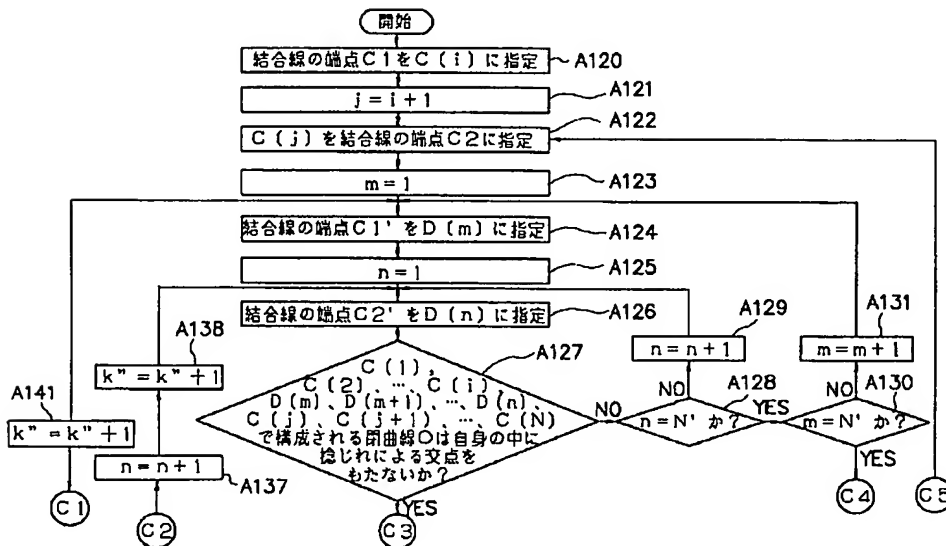 開始
結合線の端点C1をC(i)に指定
A120
j=i+1
A121
C(j)を結合線の端点C2に指定
A122
m=1
A123
結合線の端点C1'をD(m)に指定
A124
n=1
A125
結合線の端点C2'をD(n)に指定
A126
A138
k"=k"+1
A141
k"=k"+1
n=n+1
A137
C(1),
C(2)、…、C(i)、
D(m)、D(m+1)、…、D(n)、
C(j)、C(j+1)、…、C(N)
で構成される閉曲線Oは自身の中に
捻じれによる交点を
もたないか?
A127
NO
n=n+1
A129
NO
n=N'か?
A128
YES
m=m+1
A131
NO
m=N'か?
A130
YES
YES
C1
C2
C3
C4
C5